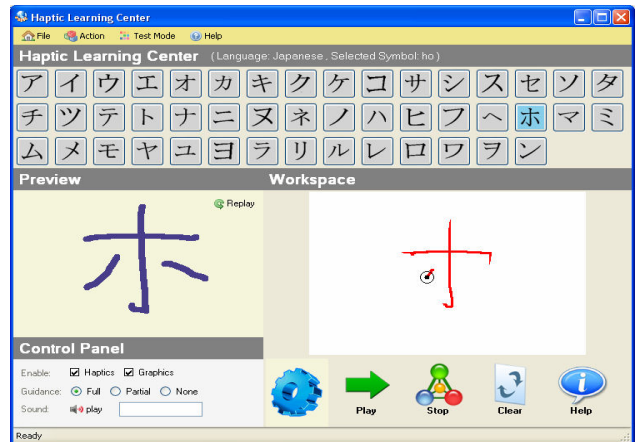 Haptic Learning Center
File Action Test Mode Help
Haptic Learning Center (Language: Japanese, Selected Symbol: ho)
ア イ ウ エ オ カ キ ク ケ コ サ シ ス セ ソ タ
チ ツ テ ト ナ ニ ヌ ネ ノ ハ ヒ フ ヘ ホ マ ミ
ム メ モ ヤ ユ ヨ ラ リ ル レ ロ ワ ヲ ン
Preview
Replay
ホ
Workspace
Control Panel
Enable: Haptics Graphics
Guidance: Full Partial None
Sound: play
Play Stop Clear Help
Ready